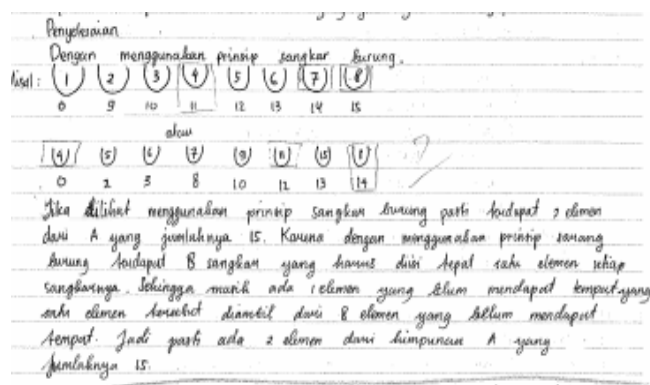 Penyelesaian
Dengan menggunakan prinsip sangkar burung.
Misal: (1) (2) (3) (4) (5) (6) (7) (8)
0 9 10 11 12 13 14 15
atau
(4) (5) (6) (7) (9) (11) (8)
0 2 3 8 10 12 13 14
Jika dilihat menggunakan prinsip sangkar burung pasti terdapat 2 elemen
dari A yang jumlahnya 15. Karena dengan menggunakan prinsip sarang
burung terdapat 8 sangkar yang harus diisi tepat satu elemen setiap
sangkarnya. Sehingga masih ada 1 elemen yang belum mendapat tempat yang
satu elemen tersebut diambil dari 8 elemen yang belum mendapat
tempat. Jadi pasti ada 2 elemen dari himpunan A yang
jumlahnya 15.